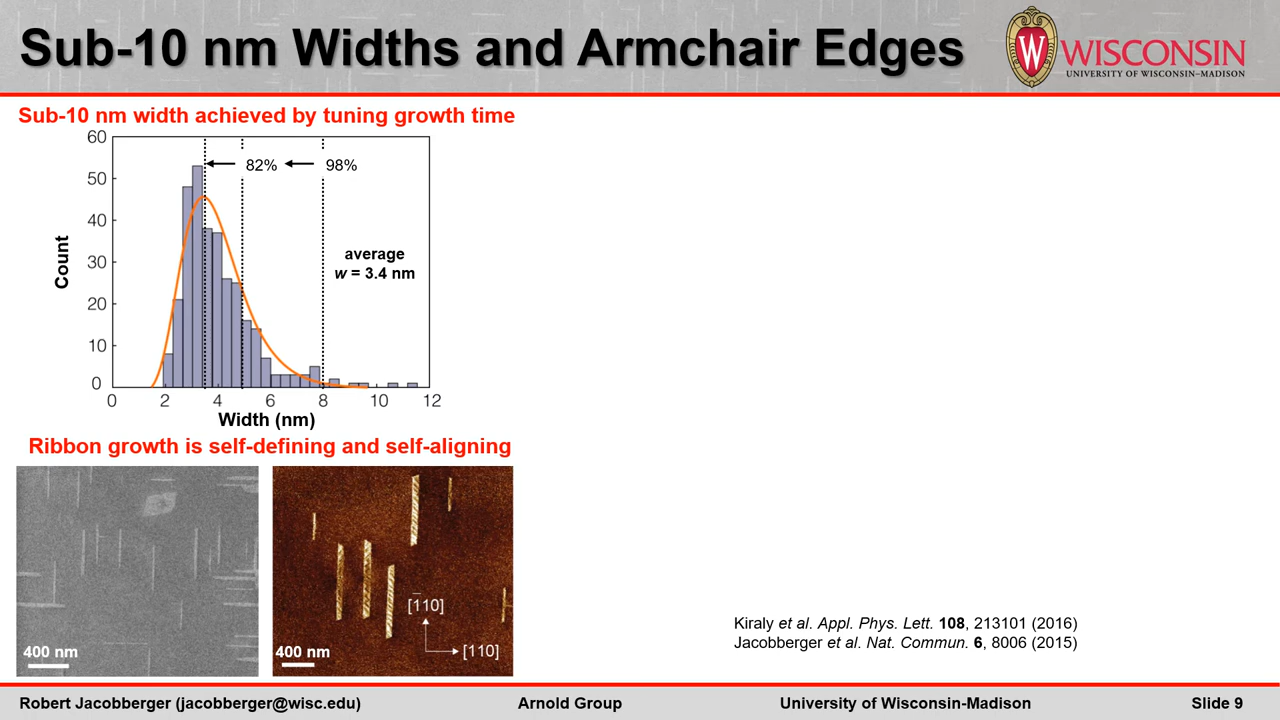 Sub-10 nm Widths and Armchair Edges
W
WISCONSIN
UNIVERSITY OF WISCONSIN–MADISON
Sub-10 nm width achieved by tuning growth time
60
50
40
30
20
10
0
Count
82%
98%
average
w = 3.4 nm
0 2 4 6 8 10 12
Width (nm)
Ribbon growth is self-defining and self-aligning
400 nm
400 nm
[1̅10]
[110]
Kiraly et al. Appl. Phys. Lett. 108, 213101 (2016)
Jacobberger et al. Nat. Commun. 6, 8006 (2015)
Robert Jacobberger (jacobberger@wisc.edu) Arnold Group University of Wisconsin-Madison Slide 9